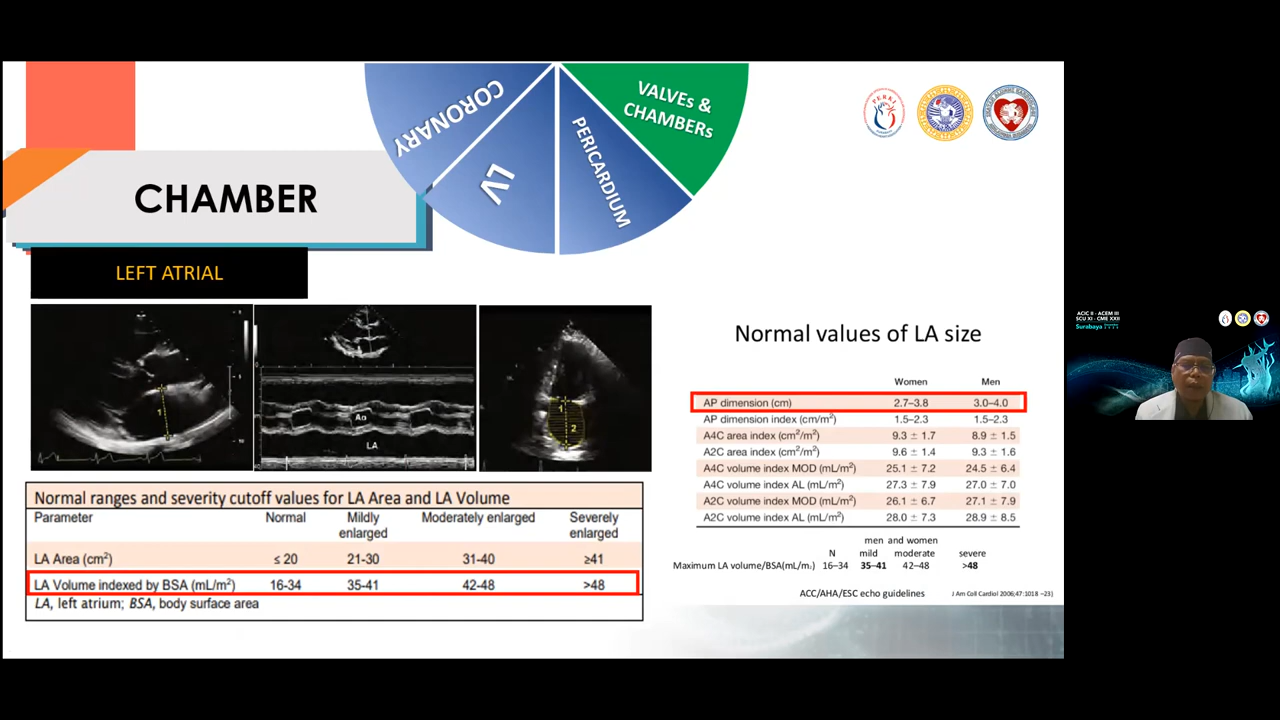 CORONARY
LV
PERICARDIUM
VALVEs &
CHAMBERs
PERKI
CHAMBER
LEFT ATRIAL
1
Ao
LA
1
2
Normal ranges and severity cutoff values for LA Area and LA Volume
Parameter Normal Mildly enlarged Moderately enlarged Severely enlarged
LA Area (cm²) ≤ 20 21-30 31-40 ≥41
LA Volume indexed by BSA (mL/m²) 16-34 35-41 42-48 >48
LA, left atrium; BSA, body surface area
Normal values of LA size
Women Men
AP dimension (cm) 2.7–3.8 3.0–4.0
AP dimension index (cm/m²) 1.5–2.3 1.5–2.3
A4C area index (cm²/m²) 9.3 ± 1.7 8.9 ± 1.5
A2C area index (cm²/m²) 9.6 ± 1.4 9.3 ± 1.6
A4C volume index MOD (mL/m²) 25.1 ± 7.2 24.5 ± 6.4
A4C volume index AL (mL/m²) 27.3 ± 7.9 27.0 ± 7.0
A2C volume index MOD (mL/m²) 26.1 ± 6.7 27.1 ± 7.9
A2C volume index AL (mL/m²) 28.0 ± 7.3 28.9 ± 8.5
men and women
N mild moderate severe
Maximum LA volume/BSA(mL/m₂) 16–34 35–41 42–48 >48
ACC/AHA/ESC echo guidelines
J Am Coll Cardiol 2006;47:1018 –23)
ACIC II - ACEM III
SCU XI - CME XXII
Surabaya